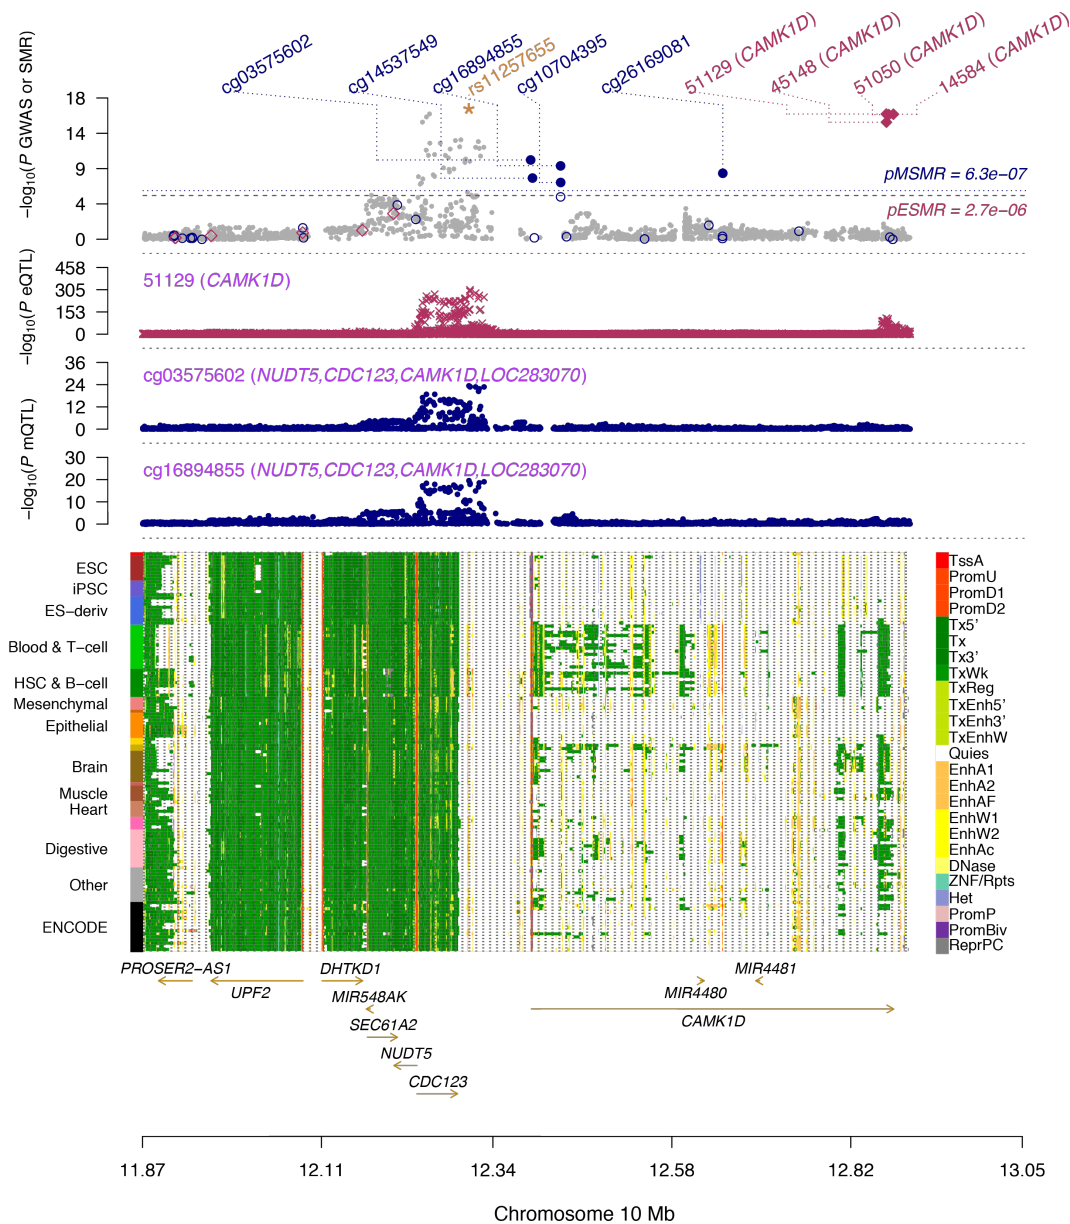 cg03575602
cg14537549
cg16894855
rs11257655
cg10704395
cg26169081
51129 (CAMK1D)
45148 (CAMK1D)
51050 (CAMK1D)
14584 (CAMK1D)
−log10(P GWAS or SMR)
18
14
9
4
0
pMSMR = 6.3e−07
pESMR = 2.7e−06
−log10(P eQTL)
458
305
153
0
51129 (CAMK1D)
−log10(P mQTL)
36
24
12
0
cg03575602 (NUDT5,CDC123,CAMK1D,LOC283070)
30
20
10
0
cg16894855 (NUDT5,CDC123,CAMK1D,LOC283070)
ESC
iPSC
ES−deriv
Blood & T−cell
HSC & B−cell
Mesenchymal
Epithelial
Brain
Muscle
Heart
Digestive
Other
ENCODE
TssA
PromU
PromD1
PromD2
Tx5'
Tx
Tx3'
TxWk
TxReg
TxEnh5'
TxEnh3'
TxEnhW
Quies
EnhA1
EnhA2
EnhAF
EnhW1
EnhW2
EnhAc
DNase
ZNF/Rpts
Het
PromP
PromBiv
ReprPC
PROSER2−AS1
DHTKD1
MIR4481
UPF2
MIR548AK
MIR4480
SEC61A2
CAMK1D
NUDT5
CDC123
11.87
12.11
12.34
12.58
12.82
13.05
Chromosome 10 Mb